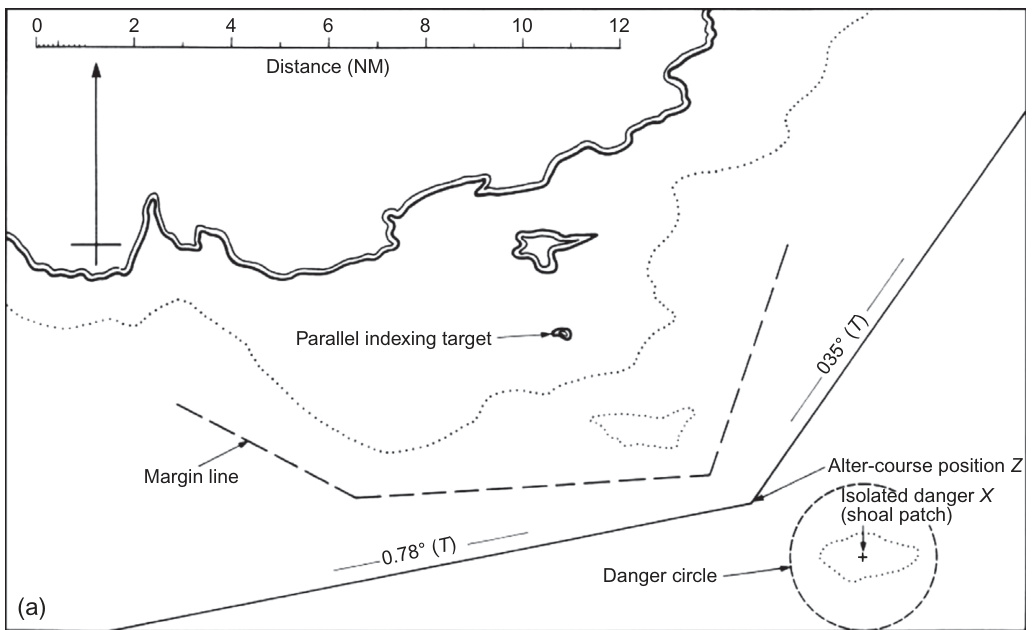 0 2 4 6 8 10 12
Distance (NM)
Parallel indexing target
035° (T)
Margin line
Alter-course position Z
Isolated danger X
(shoal patch)
0.78° (T)
Danger circle
(a)